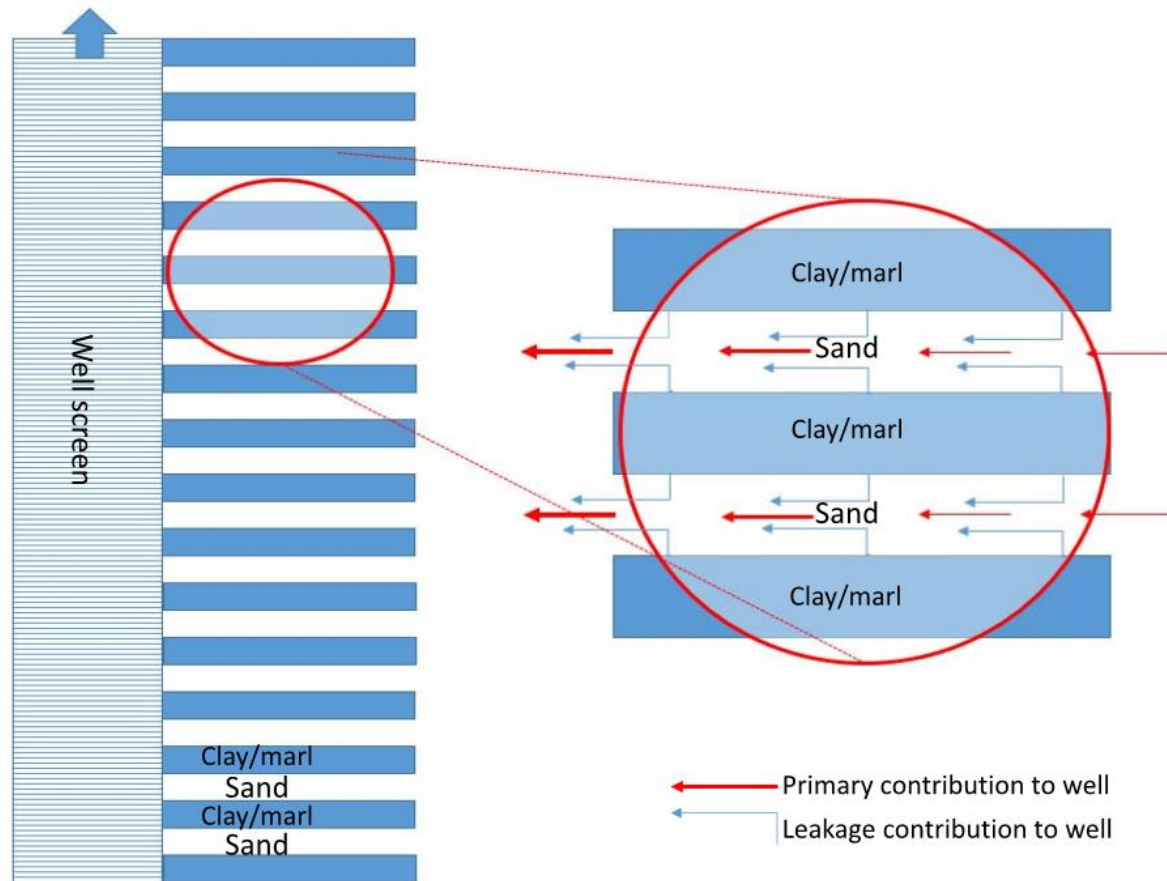 Well screen
Clay/marl
Sand
Clay/marl
Sand
Clay/marl
Sand
Clay/marl
Sand
Clay/marl
Primary contribution to well
Leakage contribution to well